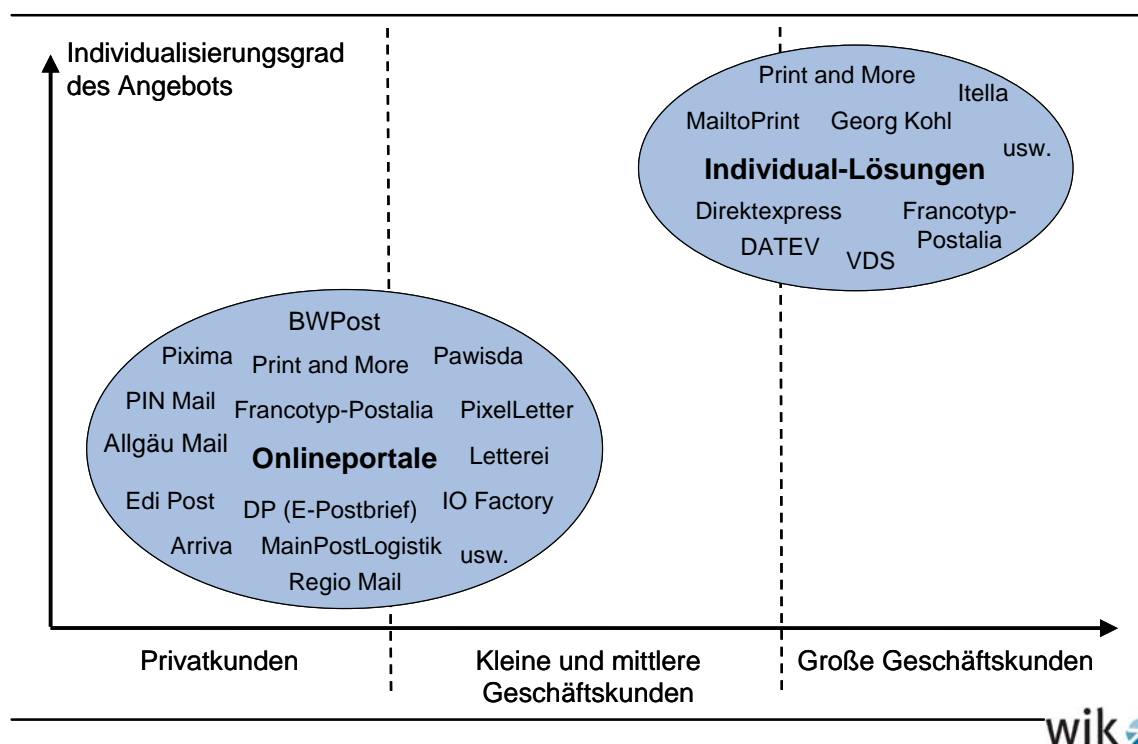 Individualisierungsgrad
des Angebots
Print and More
Itella
MailtoPrint
Georg Kohl
usw.
Individual-Lösungen
Direktexpress
Francotyp-
Postalia
DATEV
VDS
BWPost
Pixima
Print and More
Pawisda
PIN Mail
Francotyp-Postalia
PixelLetter
Allgäu Mail
Onlineportale
Letterei
Edi Post
DP (E-Postbrief)
IO Factory
Arriva
MainPostLogistik
usw.
Regio Mail
Privatkunden
Kleine und mittlere
Geschäftskunden
Große Geschäftskunden
wik